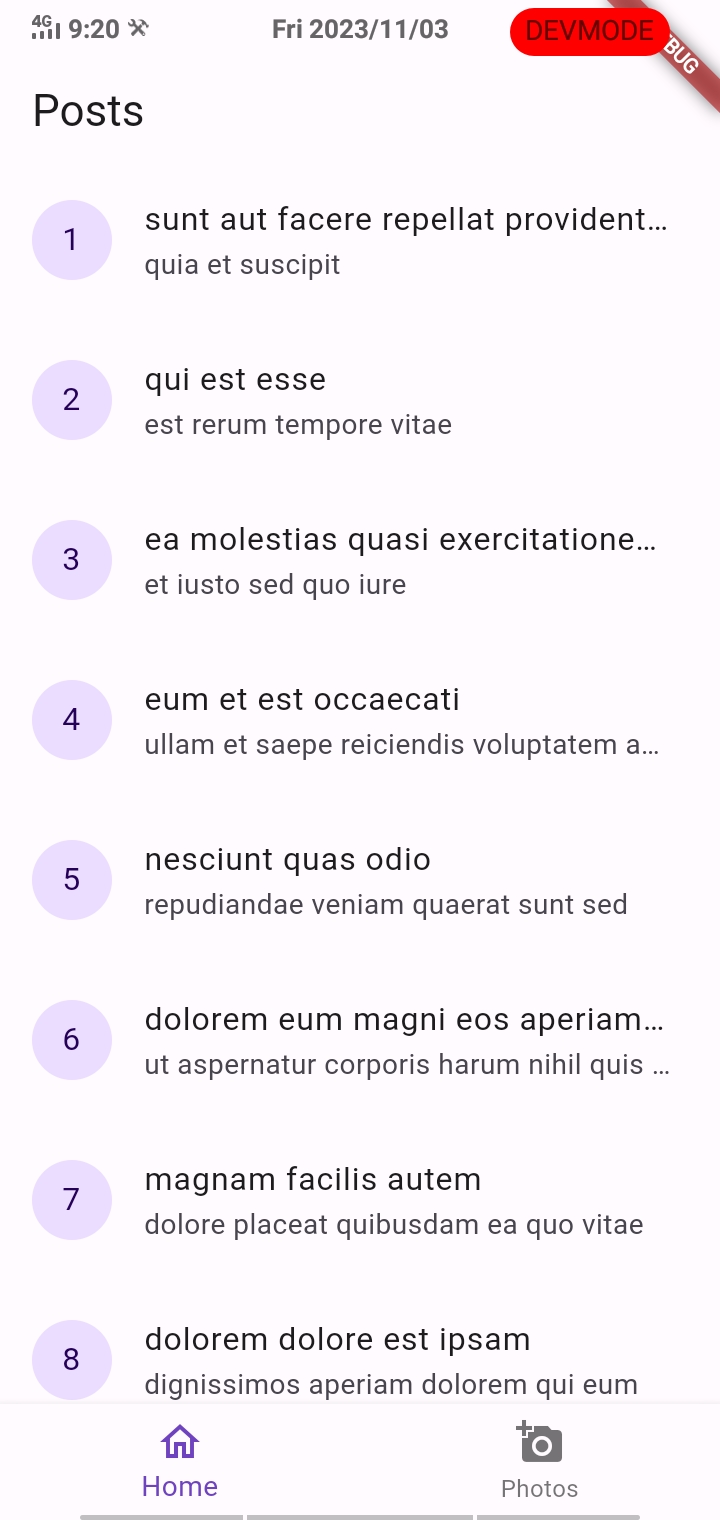 4G 9:20 Fri 2023/11/03 DEVMODE
Posts
1 sunt aut facere repellat provident…
quia et suscipit
2 qui est esse
est rerum tempore vitae
3 ea molestias quasi exercitatione…
et iusto sed quo iure
4 eum et est occaecati
ullam et saepe reiciendis voluptatem a…
5 nesciunt quas odio
repudiandae veniam quaerat sunt sed
6 dolorem eum magni eos aperiam…
ut aspernatur corporis harum nihil quis …
7 magnam facilis autem
dolore placeat quibusdam ea quo vitae
8 dolorem dolore est ipsam
dignissimos aperiam dolorem qui eum
Home Photos